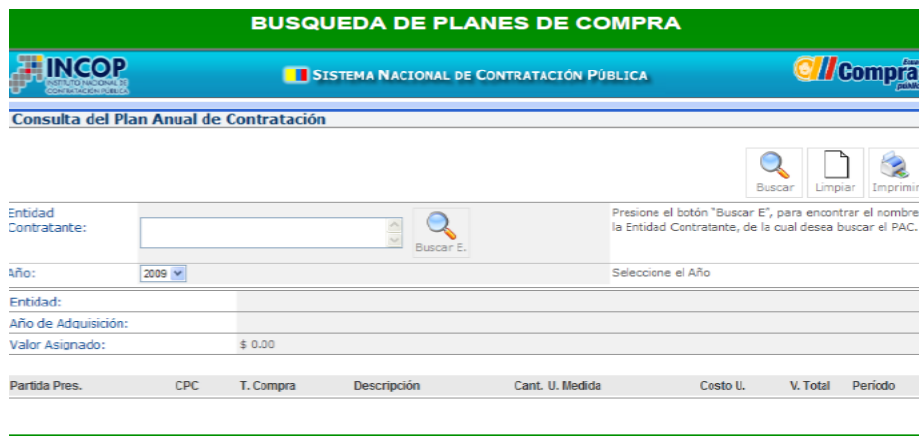 BUSQUEDA DE PLANES DE COMPRA
INCOP
INSTITUTO NACIONAL DE
CONTRATACIÓN PÚBLICA
SISTEMA NACIONAL DE CONTRATACIÓN PÚBLICA
Compra
Consulta del Plan Anual de Contratación
Buscar Limpiar Imprimir
Entidad
Contratante:
Buscar E.
Presione el botón "Buscar E", para encontrar el nombre
la Entidad Contratante, de la cual desea buscar el PAC.
Año:
2009
Seleccione el Año
Entidad:
Año de Adquisición:
Valor Asignado: $ 0.00
Partida Pres. CPC T. Compra Descripción Cant. U. Medida Costo U. V. Total Período